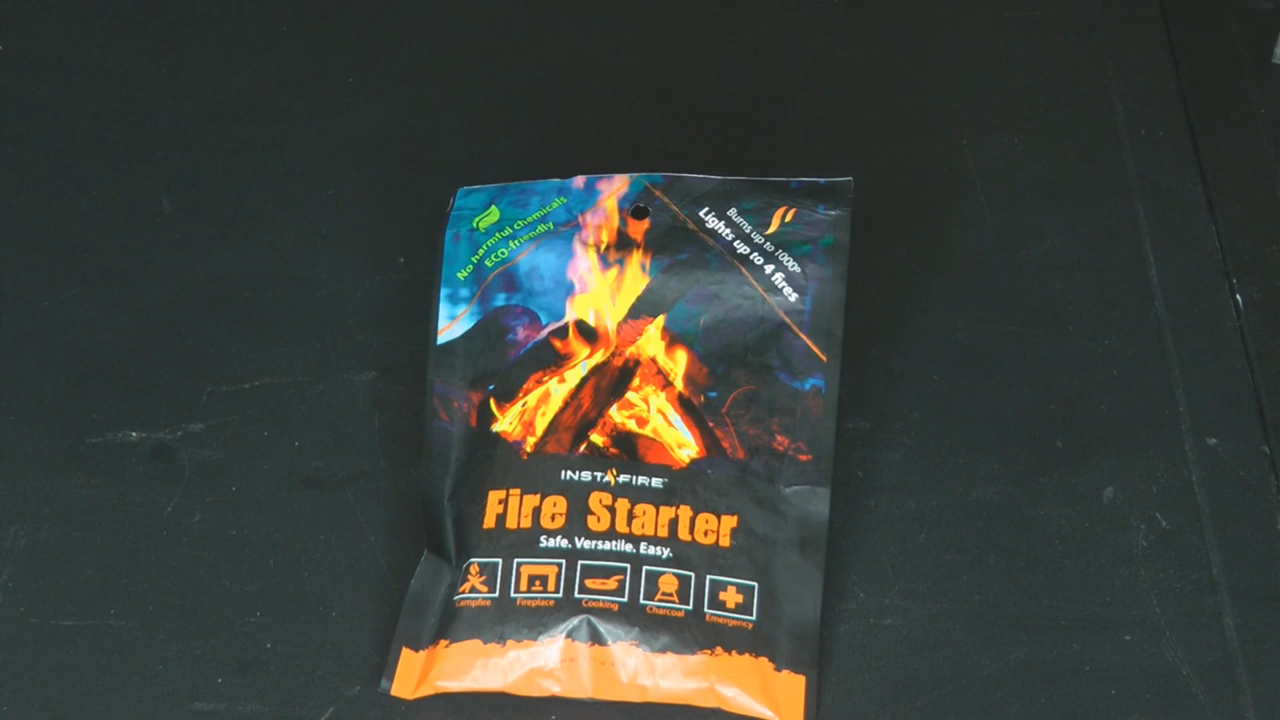 No harmful chemicals
ECO-friendly
Burns up to 1000°
Lights up to 4 fires
INSTAFIRE™
Fire Starter
Safe. Versatile. Easy.
Campfire
Fireplace
Cooking
Charcoal
Emergency